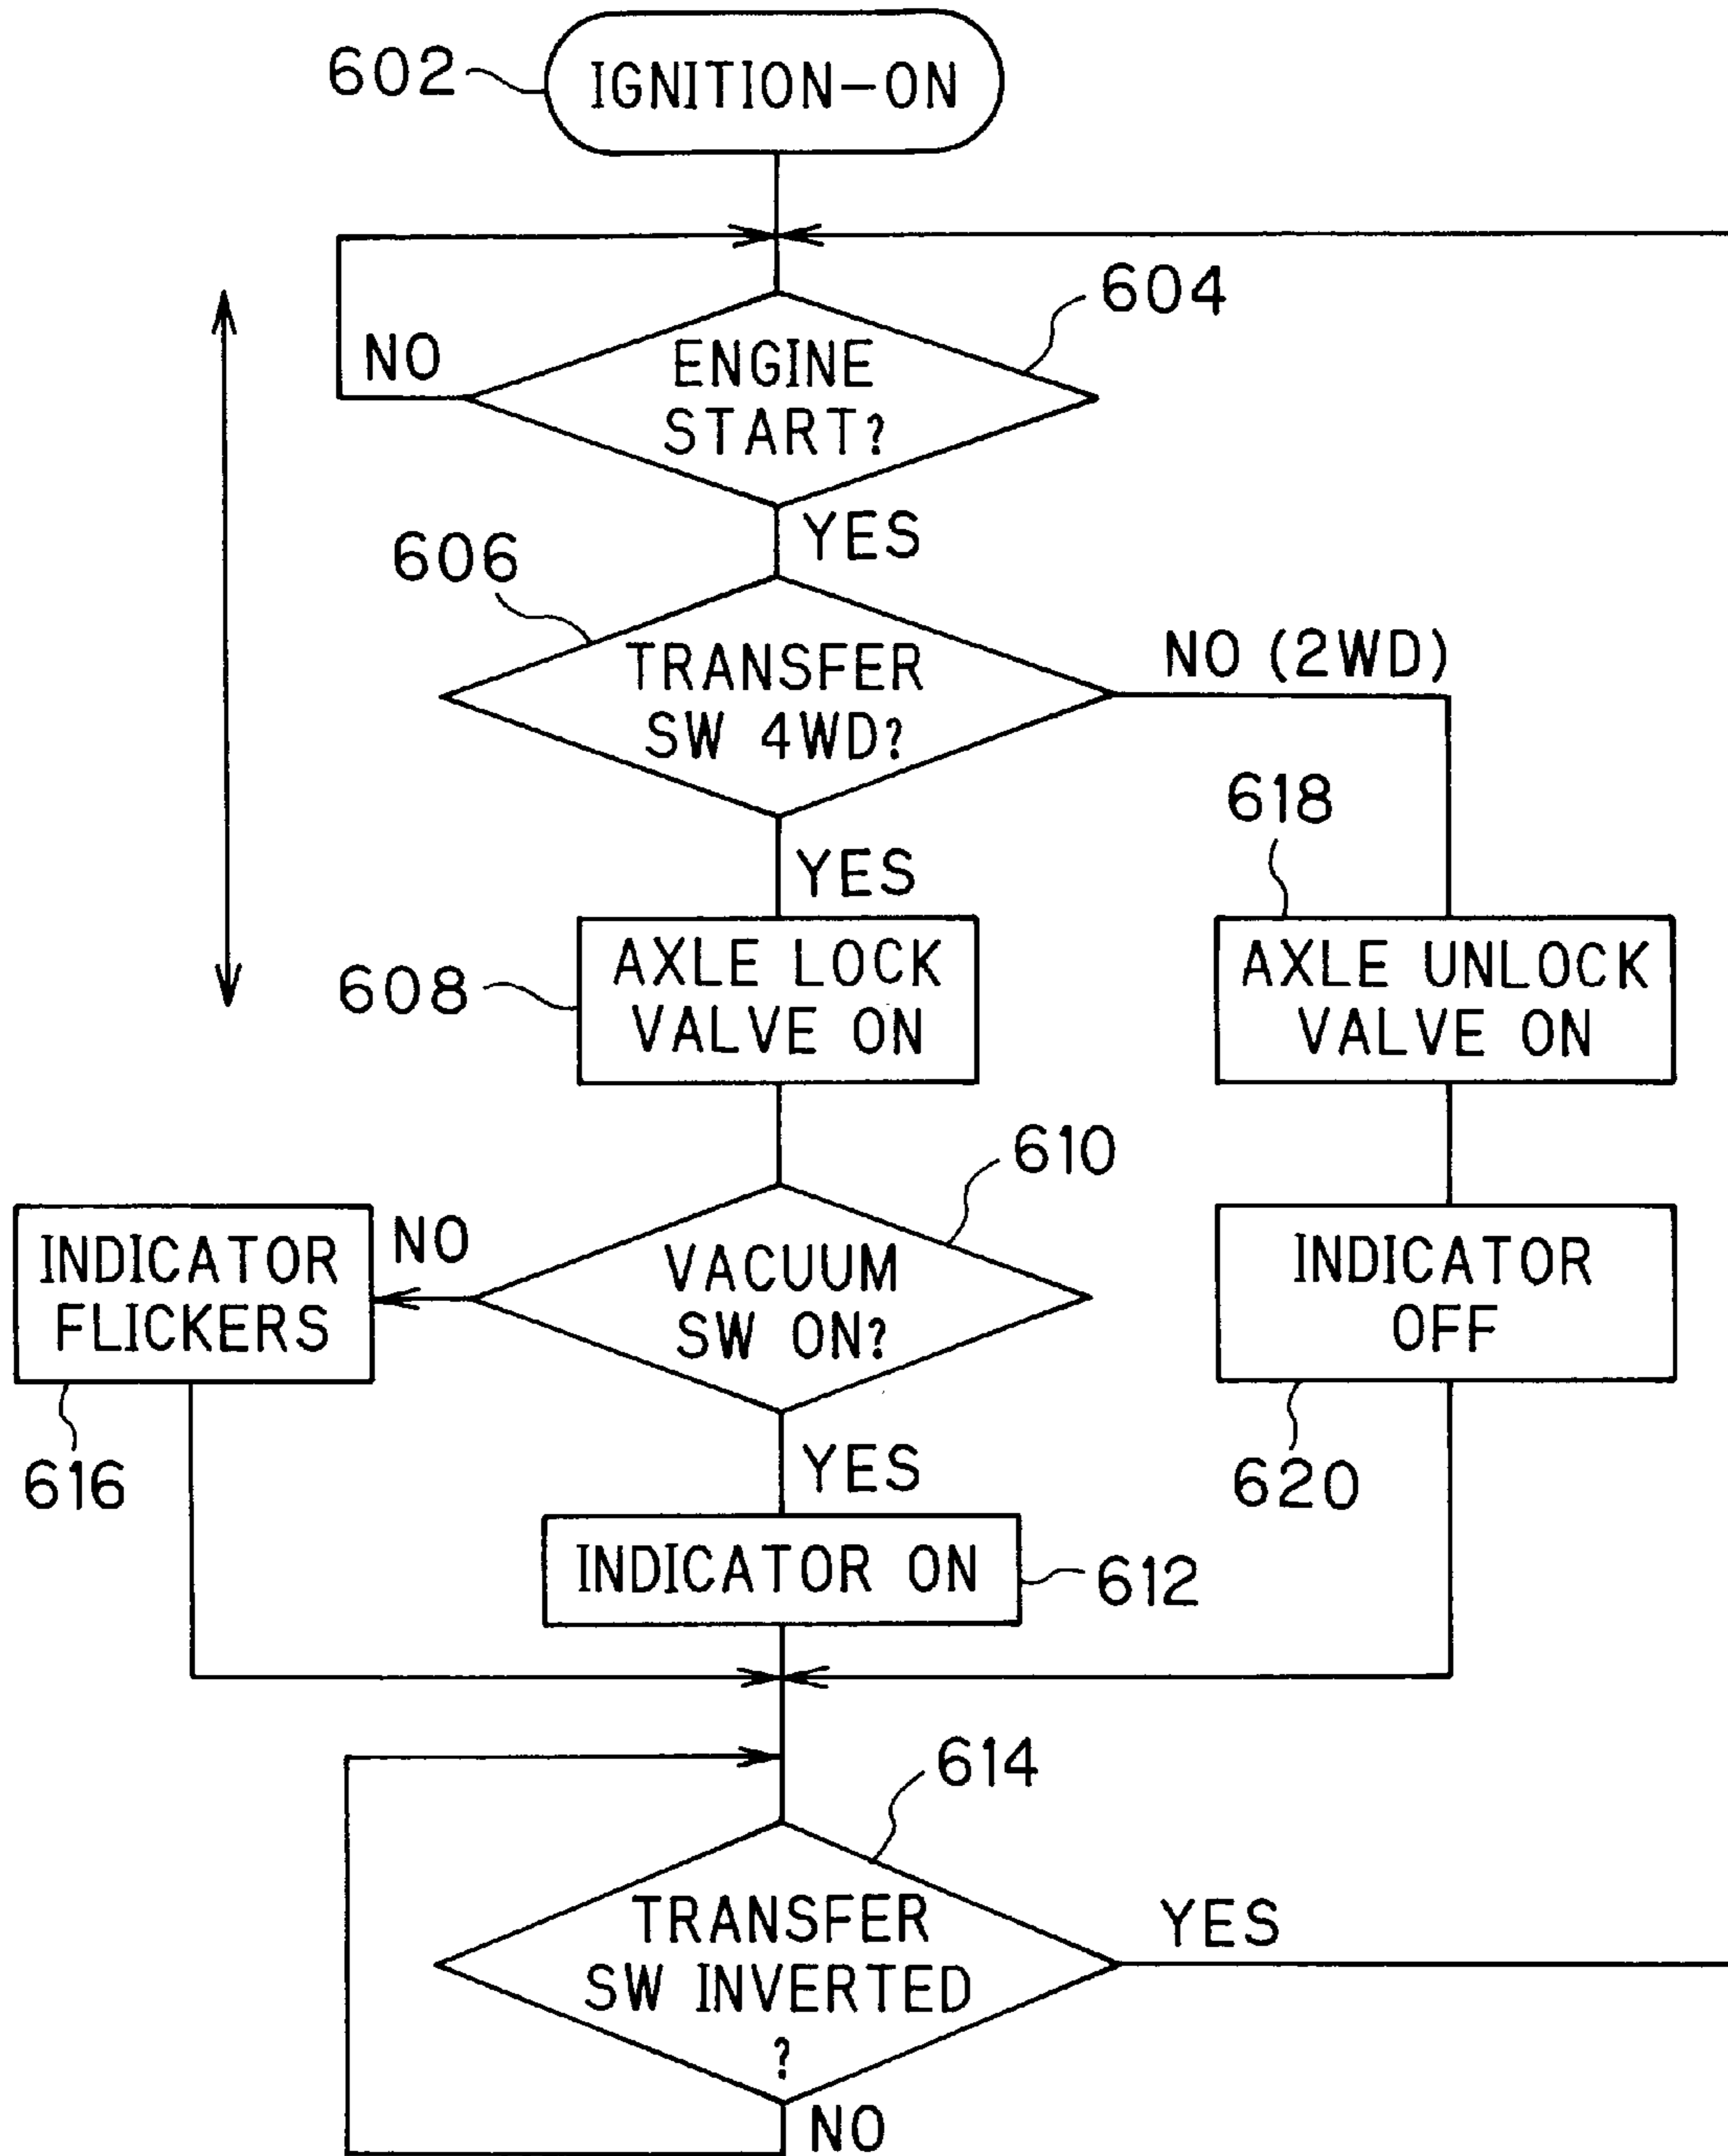 602
IGNITION-ON
604
NO
ENGINE
START?
YES
606
TRANSFER
SW 4WD?
NO (2WD)
YES
618
608
AXLE LOCK
VALVE ON
AXLE UNLOCK
VALVE ON
610
NO
INDICATOR
FLICKERS
VACUUM
SW ON?
INDICATOR
OFF
616
YES
620
INDICATOR ON
612
614
TRANSFER
SW INVERTED
?
YES
NO